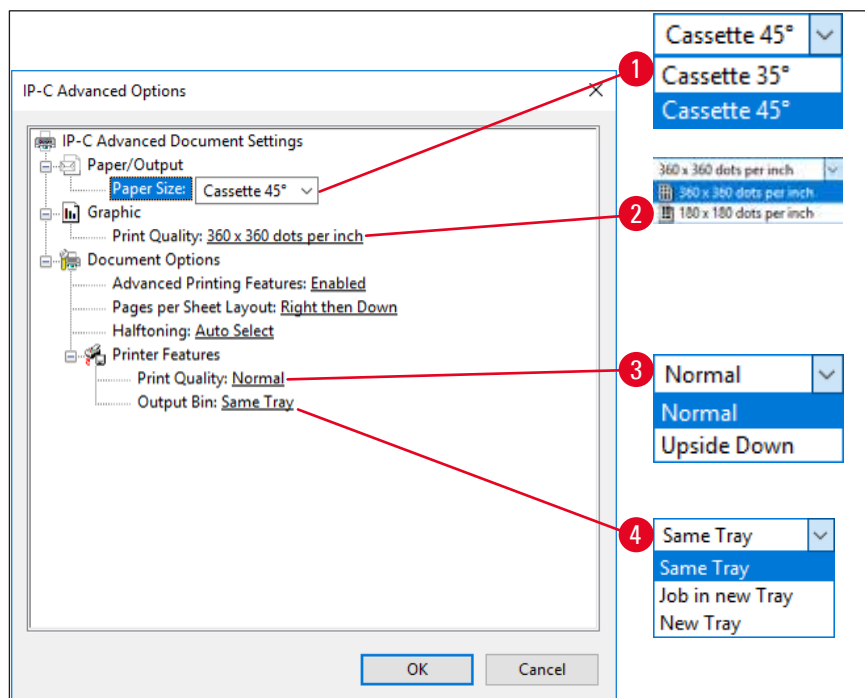 IP-C Advanced Options
IP-C Advanced Document Settings
Paper/Output
Paper Size: Cassette 45°
Graphic
Print Quality: 360 x 360 dots per inch
Document Options
Advanced Printing Features: Enabled
Pages per Sheet Layout: Right then Down
Halftoning: Auto Select
Printer Features
Print Quality: Normal
Output Bin: Same Tray
OK Cancel
1
Cassette 45°
Cassette 35°
Cassette 45°
2
360 x 360 dots per inch
360 x 360 dots per inch
180 x 180 dots per inch
3
Normal
Normal
Upside Down
4
Same Tray
Same Tray
Job in new Tray
New Tray